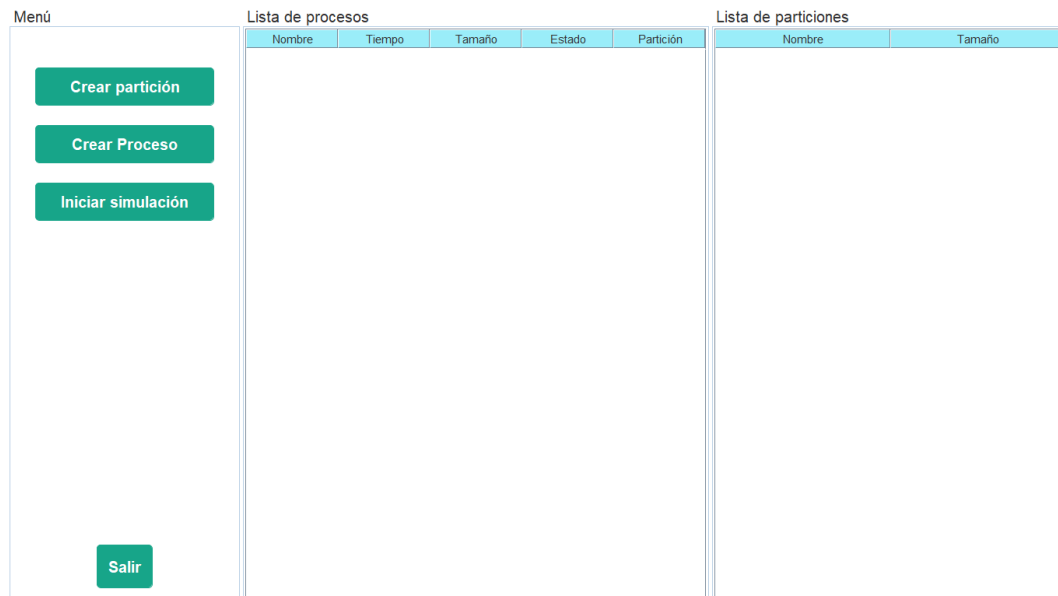 Menú
Crear partición
Crear Proceso
Iniciar simulación
Salir
Lista de procesos
Nombre Tiempo Tamaño Estado Partición
Lista de particiones
Nombre Tamaño